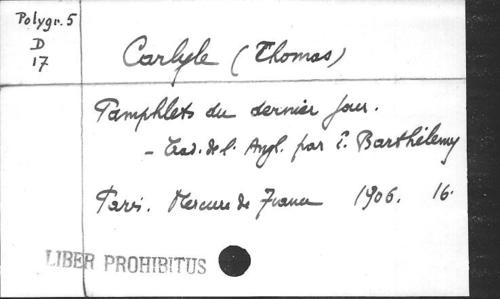 Polygr. 5
D
17
Carlyle (Thomas)
Pamphlets du dernier jour.
- Trad. de l'Angl. par E. Barthélemy
Paris. Mercure de France 1906. 16.
LIBER PROHIBITUS